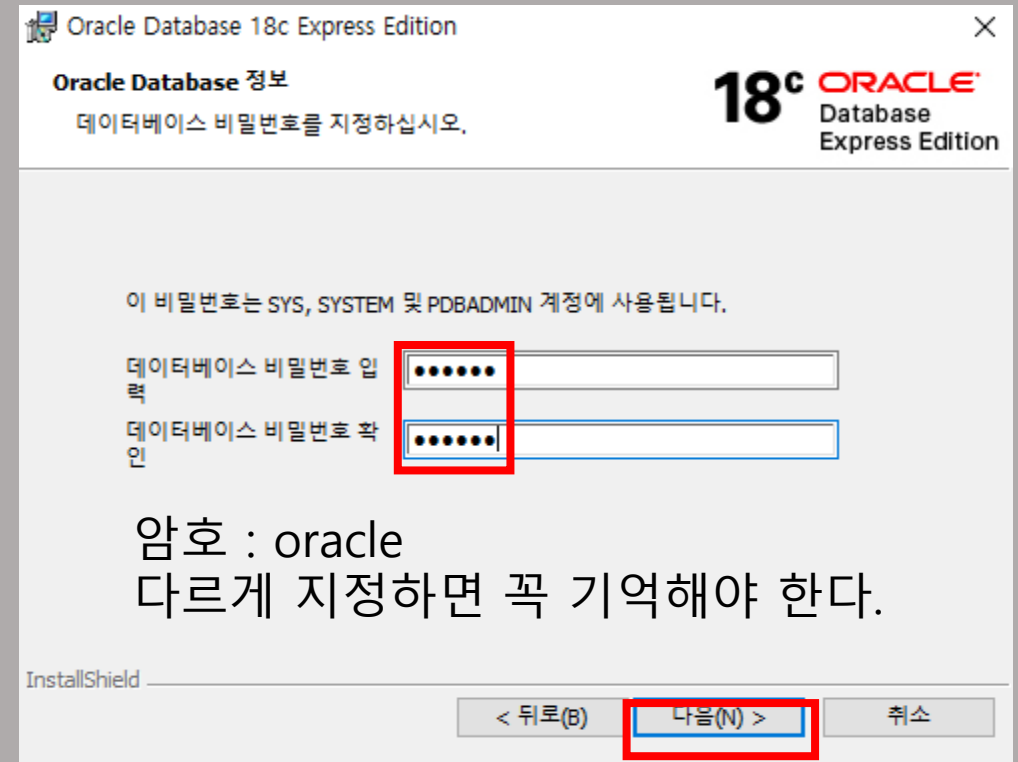 Oracle Database 18c Express Edition
Oracle Database 정보
데이터베이스 비밀번호를 지정하십시오.
18c ORACLE
Database
Express Edition
이 비밀번호는 SYS, SYSTEM 및 PDBADMIN 계정에 사용됩니다.
데이터베이스 비밀번호 입
력
●●●●●●
데이터베이스 비밀번호 확
인
●●●●●●
암호 : oracle
다르게 지정하면 꼭 기억해야 한다.
InstallShield
< 뒤로(B) 다음(N) > 취소